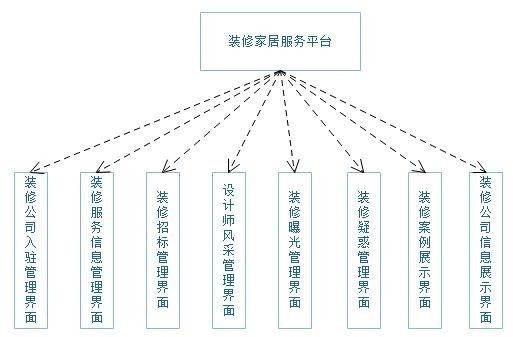 装修家居服务平台
装修公司入驻管理界面
装修服务信息管理界面
装修招标管理界面
设计师风采管理界面
装修曝光管理界面
装修疑惑管理界面
装修案例展示界面
装修公司信息展示界面